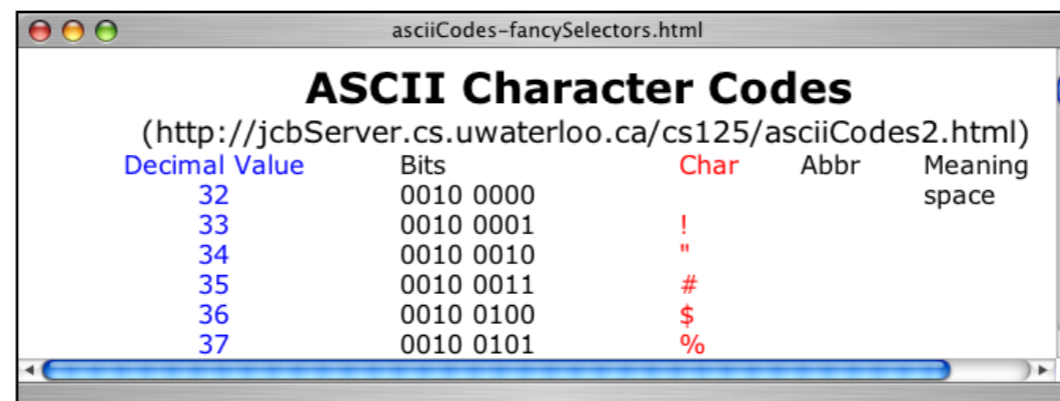 asciiCodes-fancySelectors.html
ASCII Character Codes
(http://jcbServer.cs.uwaterloo.ca/cs125/asciiCodes2.html)
Decimal Value Bits Char Abbr Meaning
32 0010 0000 space
33 0010 0001 !
34 0010 0010 "
35 0010 0011 #
36 0010 0100 $
37 0010 0101 %